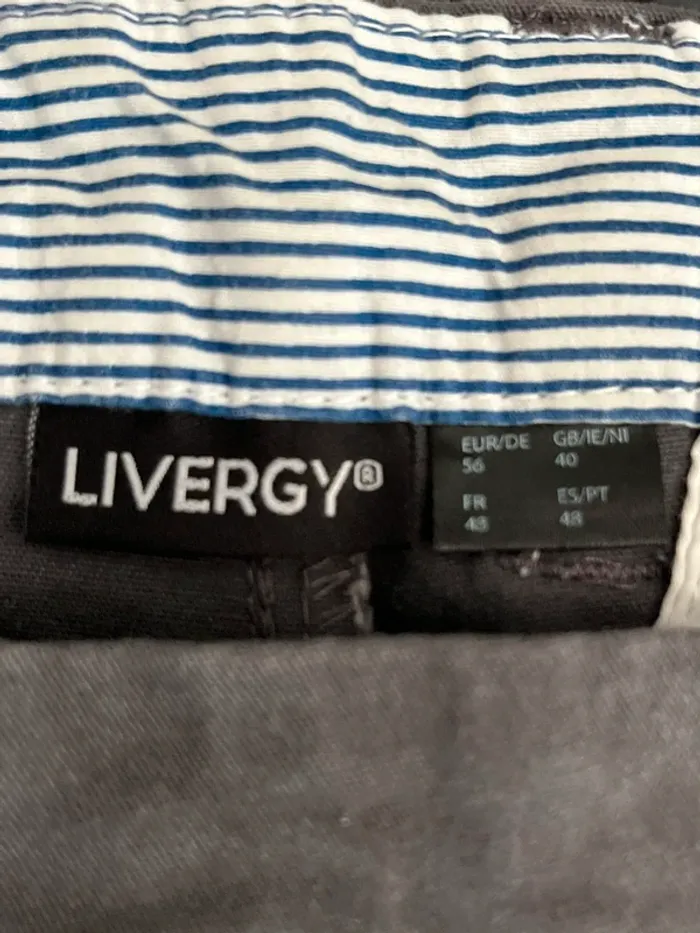 LIVERGY®
EUR/DE GB/IE/NI
56 40
FR ES/PT
48 48